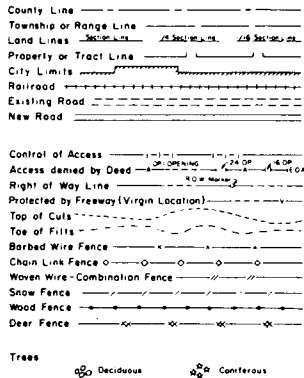 County Line
Township or Range Line
Land Lines Section Line 1/4 Section Line 1/16 Section Line
Property or Tract Line
City Limits
Railroad
Existing Road
New Road
Control of Access
Access denied by Deed OP.: OPENING 24' OP 16' OP
Right of Way Line R.O.W Marker
Protected by Freeway (Virgin Location)
Top of Cuts
Toe of Fills
Barbed Wire Fence
Chain Link Fence
Woven Wire-Combination Fence
Snow Fence
Wood Fence
Deer Fence
Trees
Deciduous Coniferous